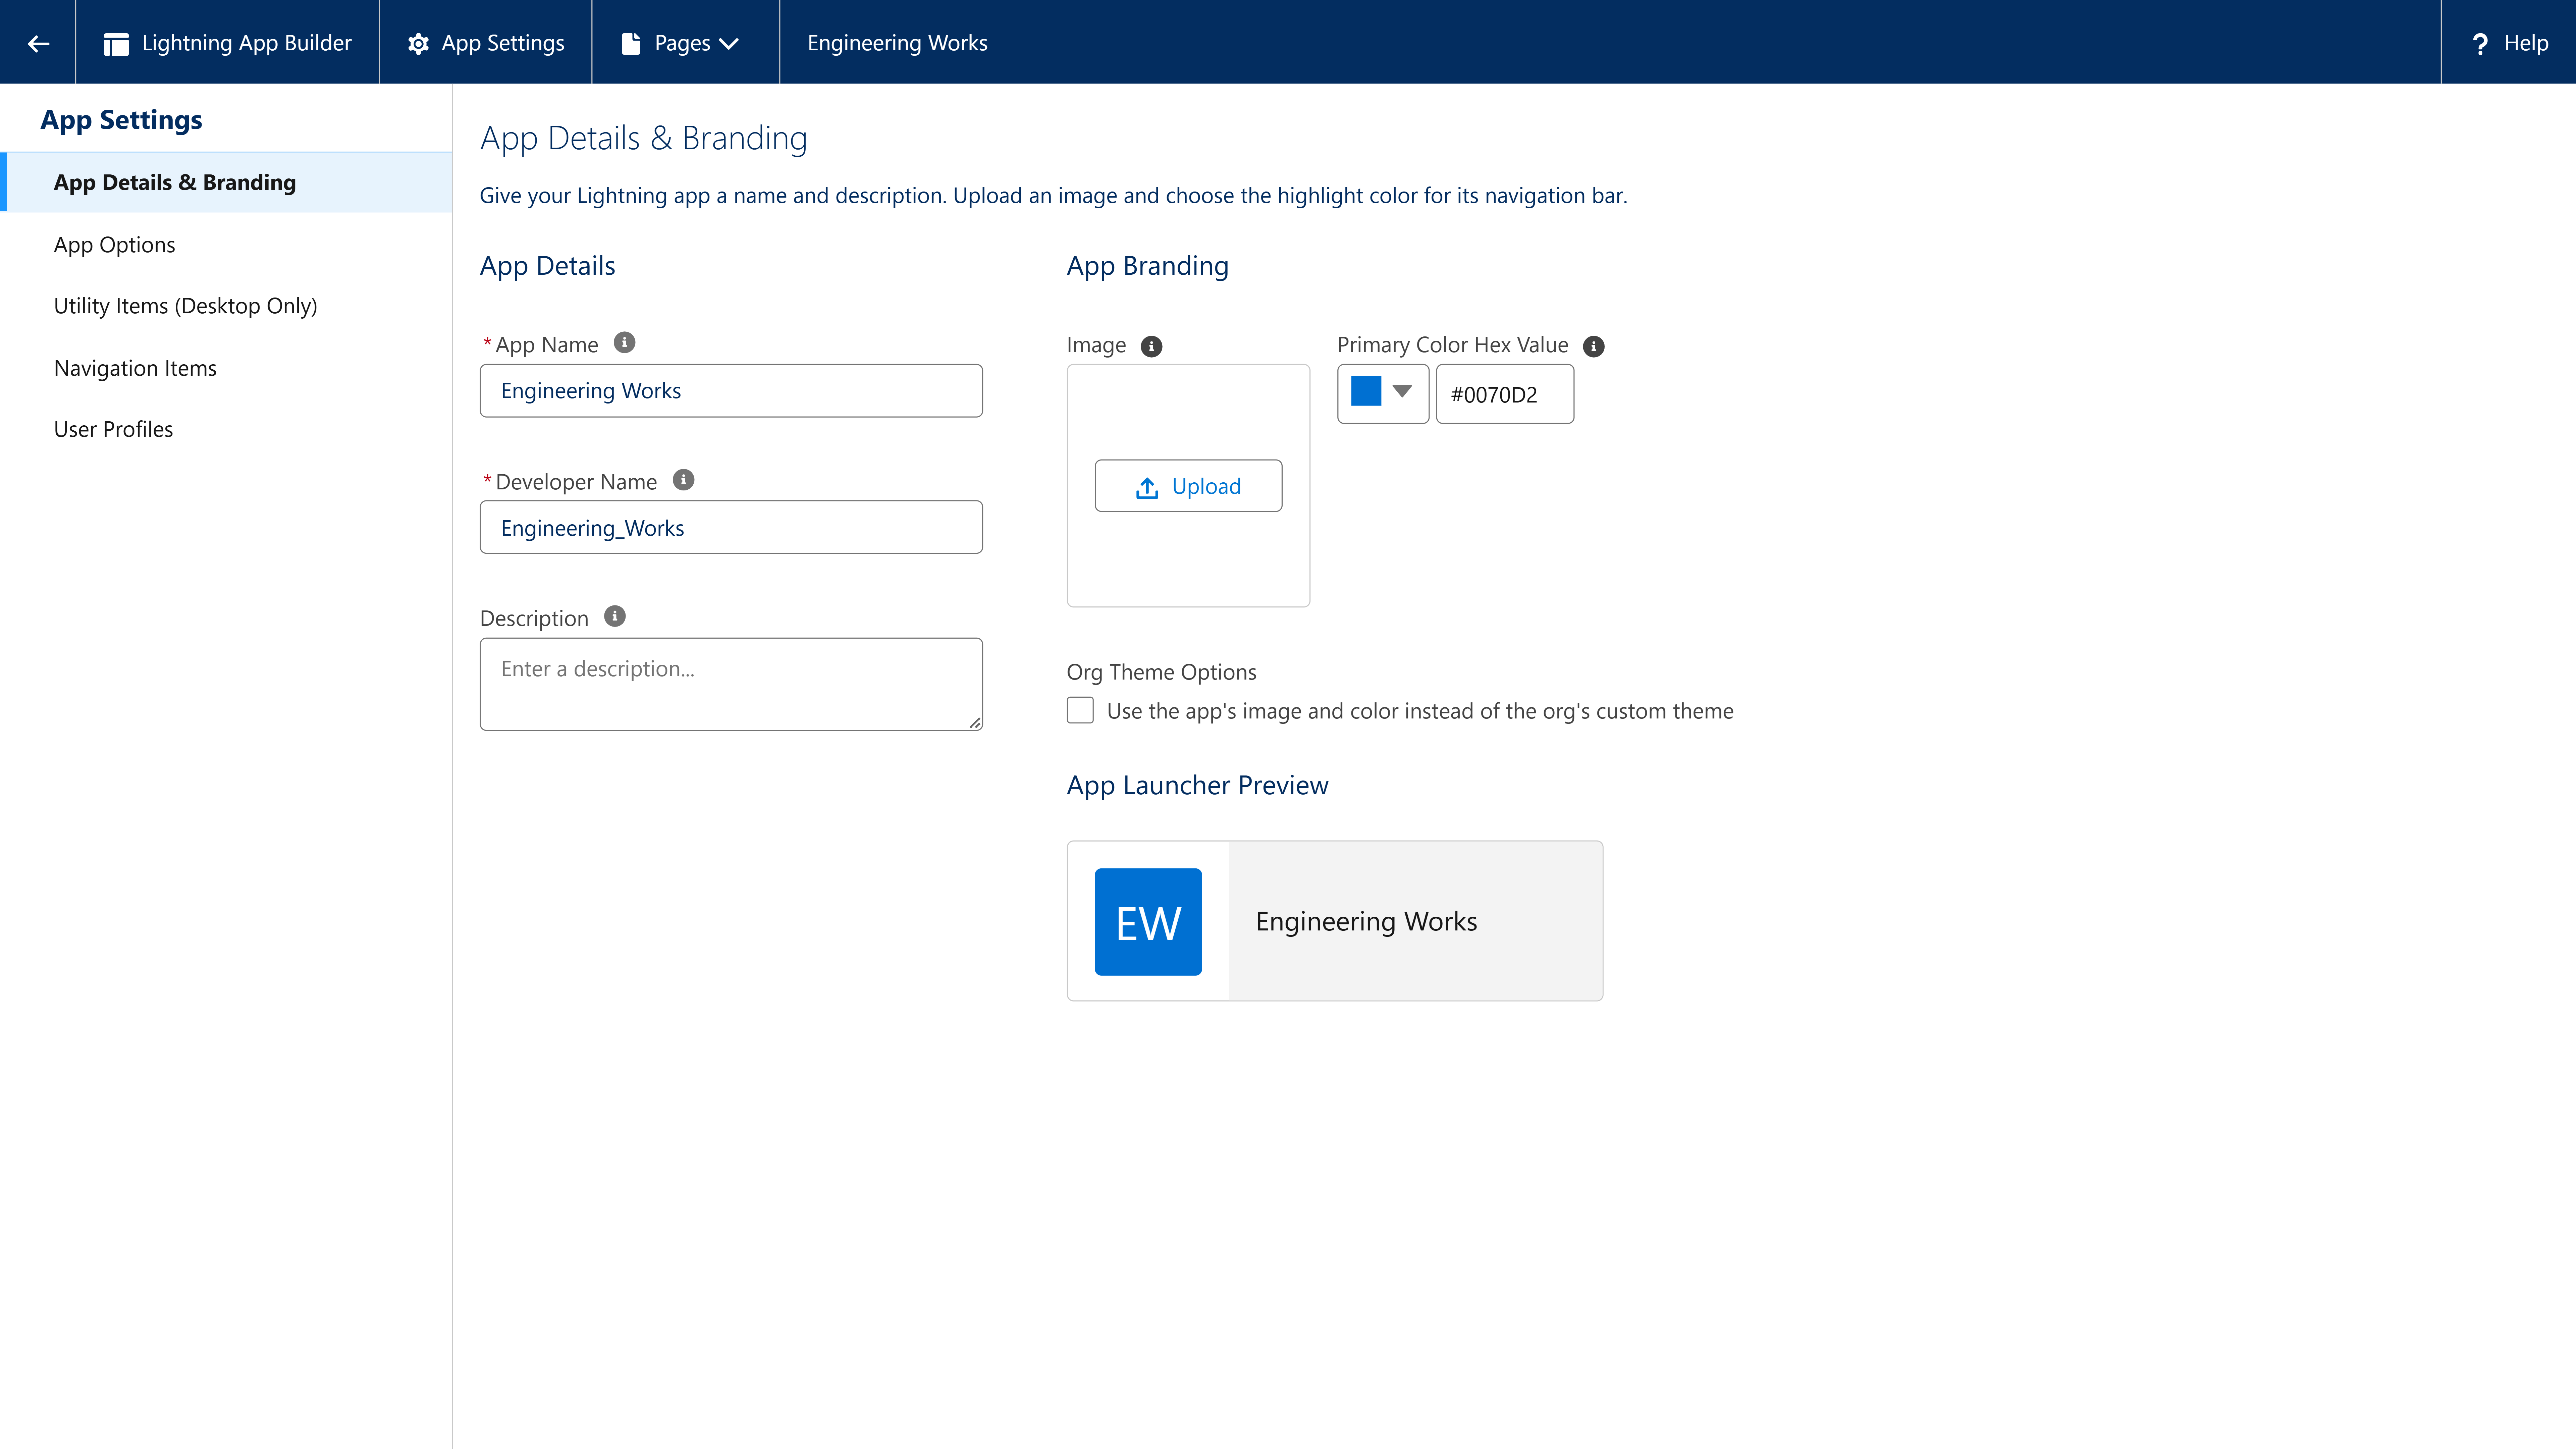 Lightning App Builder
App Settings
Pages
Engineering Works
? Help
App Settings
App Details & Branding
App Options
Utility Items (Desktop Only)
Navigation Items
User Profiles
App Details & Branding
Give your Lightning app a name and description. Upload an image and choose the highlight color for its navigation bar.
App Details
* App Name
Engineering Works
* Developer Name
Engineering_Works
Description
Enter a description...
App Branding
Image
Upload
Primary Color Hex Value
#0070D2
Org Theme Options
Use the app's image and color instead of the org's custom theme
App Launcher Preview
EW
Engineering Works